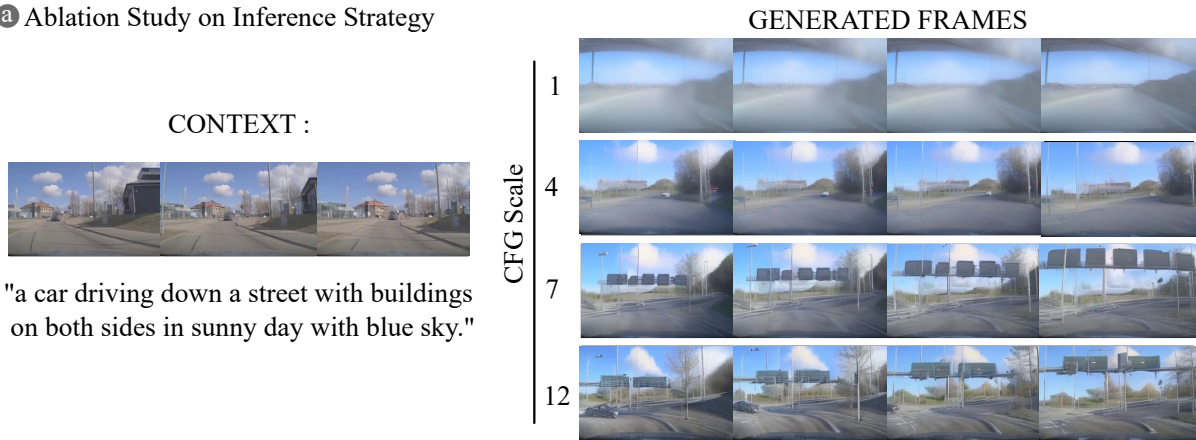 a Ablation Study on Inference Strategy
GENERATED FRAMES
CONTEXT :
"a car driving down a street with buildings
on both sides in sunny day with blue sky."
CFG Scale
1
4
7
12